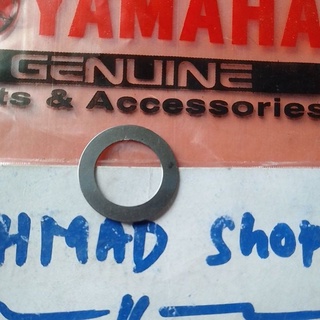 YAMAHA
GENUINE
ts & Accessories
HMAD Shop